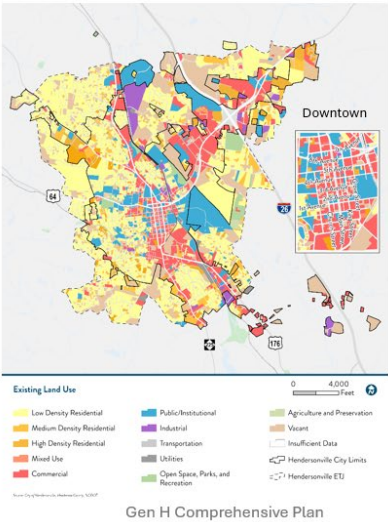 Downtown
64
26
176
Existing Land Use
0 4,000
Feet
Low Density Residential
Medium Density Residential
High Density Residential
Mixed Use
Commercial
Public/Institutional
Industrial
Transportation
Utilities
Open Space, Parks, and
Recreation
Agriculture and Preservation
Vacant
Insufficient Data
Hendersonville City Limits
Hendersonville ETJ
Gen H Comprehensive Plan